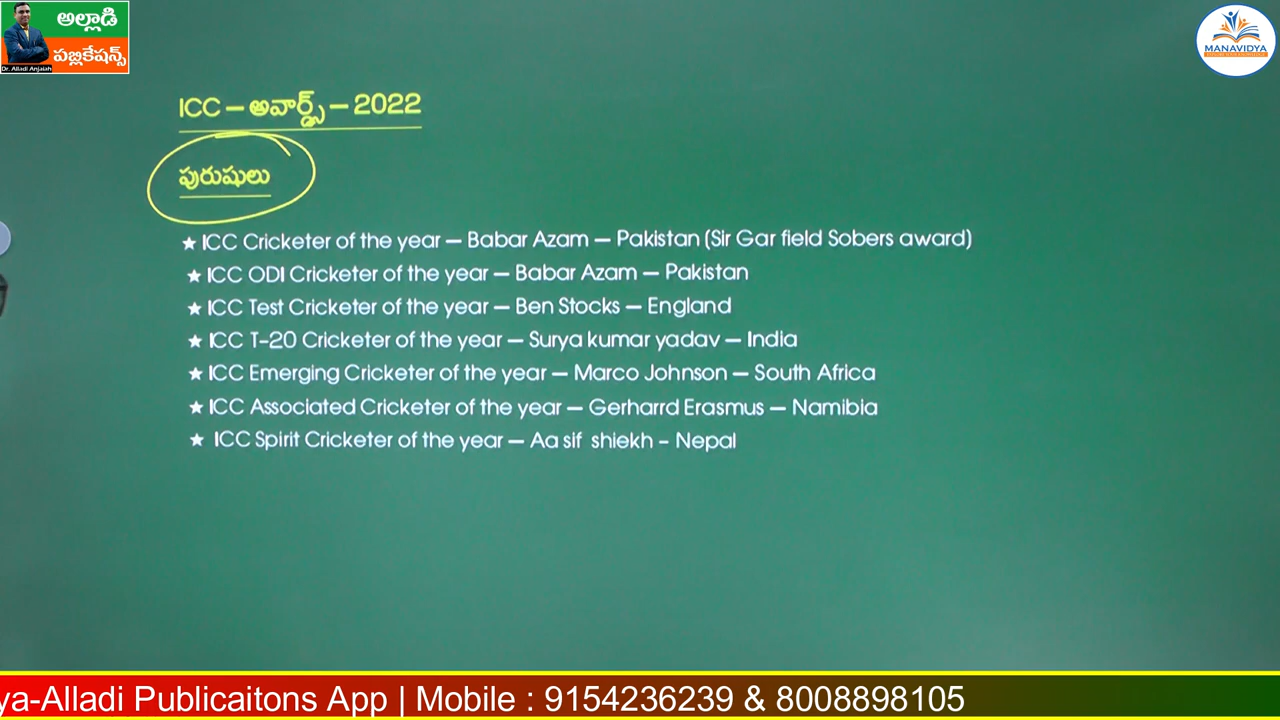 అల్లాడి
పబ్లికేషన్స్
Dr. Alladi Anjaiah
MANAVIDYA
ICC – అవార్డ్స్ – 2022
పురుషులు
★ ICC Cricketer of the year – Babar Azam – Pakistan (Sir Gar field Sobers award)
★ ICC ODI Cricketer of the year – Babar Azam – Pakistan
★ ICC Test Cricketer of the year – Ben Stocks – England
★ ICC T-20 Cricketer of the year – Surya kumar yadav – India
★ ICC Emerging Cricketer of the year – Marco Johnson – South Africa
★ ICC Associated Cricketer of the year – Gerharrd Erasmus – Namibia
★ ICC Spirit Cricketer of the year – Aa sif shiekh - Nepal
ya-Alladi Publicaitons App | Mobile : 9154236239 & 8008898105